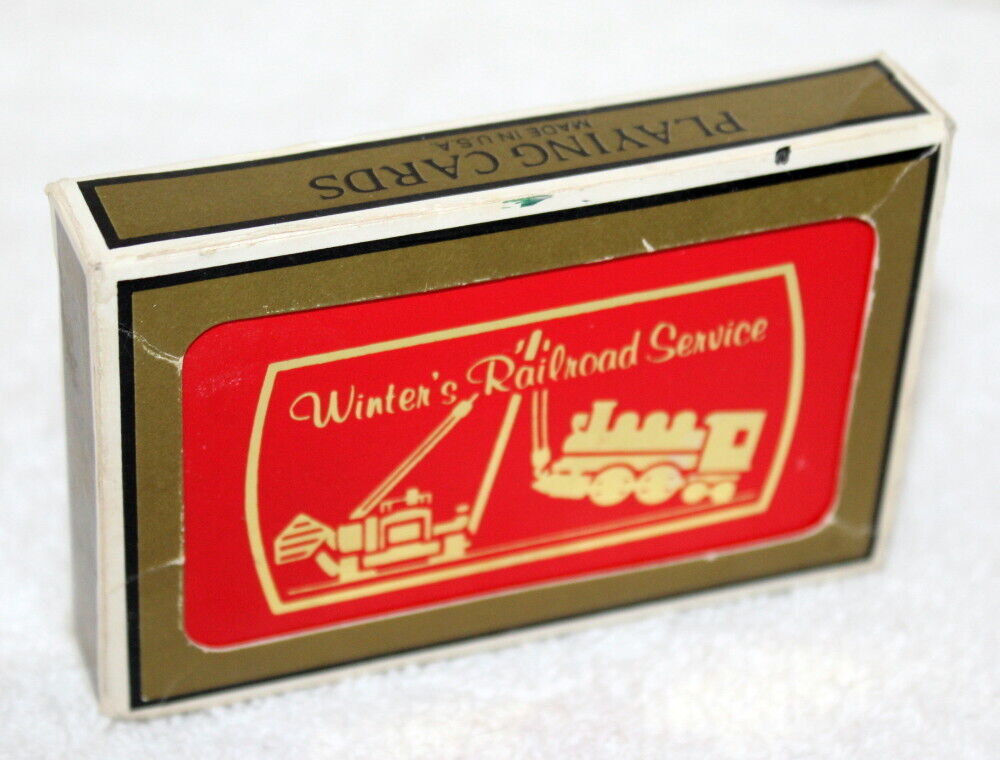 PLAYING CARDS
MADE IN U.S.A
Winter's Railroad Service